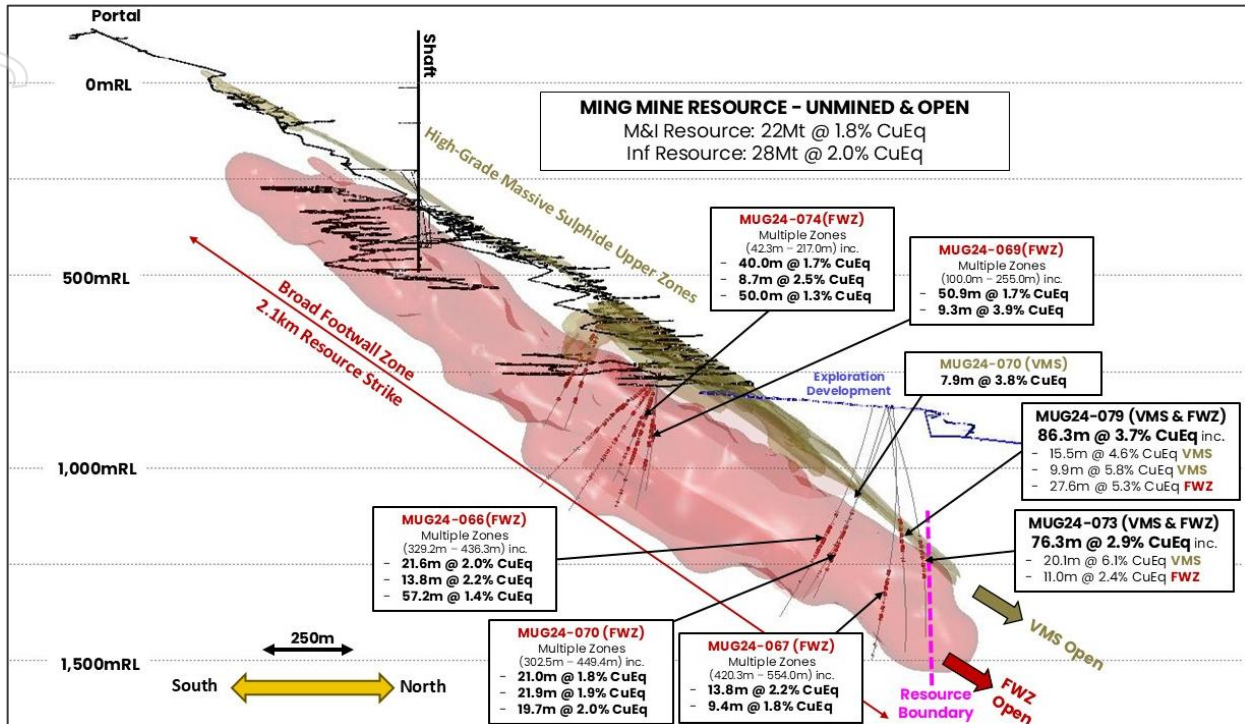 Portal
Shaft
0mRL
MING MINE RESOURCE - UNMINED & OPEN
M&I Resource: 22Mt @ 1.8% CuEq
Inf Resource: 28Mt @ 2.0% CuEq
High-Grade Massive Sulphide Upper Zones
MUG24-074(FWZ)
Multiple Zones
(42.3m – 217.0m) inc.
- 40.0m @ 1.7% CuEq
- 8.7m @ 2.5% CuEq
- 50.0m @ 1.3% CuEq
MUG24-069(FWZ)
Multiple Zones
(100.0m – 255.0m) inc.
- 50.9m @ 1.7% CuEq
- 9.3m @ 3.9% CuEq
500mRL
Broad Footwall Zone
2.1km Resource Strike
Exploration
Development
MUG24-070 (VMS)
7.9m @ 3.8% CuEq
MUG24-079 (VMS & FWZ)
86.3m @ 3.7% CuEq inc.
- 15.5m @ 4.6% CuEq VMS
- 9.9m @ 5.8% CuEq VMS
- 27.6m @ 5.3% CuEq FWZ
1,000mRL
MUG24-066(FWZ)
Multiple Zones
(329.2m – 436.3m) inc.
- 21.6m @ 2.0% CuEq
- 13.8m @ 2.2% CuEq
- 57.2m @ 1.4% CuEq
MUG24-073 (VMS & FWZ)
76.3m @ 2.9% CuEq inc.
- 20.1m @ 6.1% CuEq VMS
- 11.0m @ 2.4% CuEq FWZ
MUG24-070 (FWZ)
Multiple Zones
(302.5m – 449.4m) inc.
- 21.0m @ 1.8% CuEq
- 21.9m @ 1.9% CuEq
- 19.7m @ 2.0% CuEq
MUG24-067 (FWZ)
Multiple Zones
(420.3m – 554.0m) inc.
- 13.8m @ 2.2% CuEq
- 9.4m @ 1.8% CuEq
VMS Open
FWZ
Open
Resource
Boundary
1,500mRL
250m
South
North